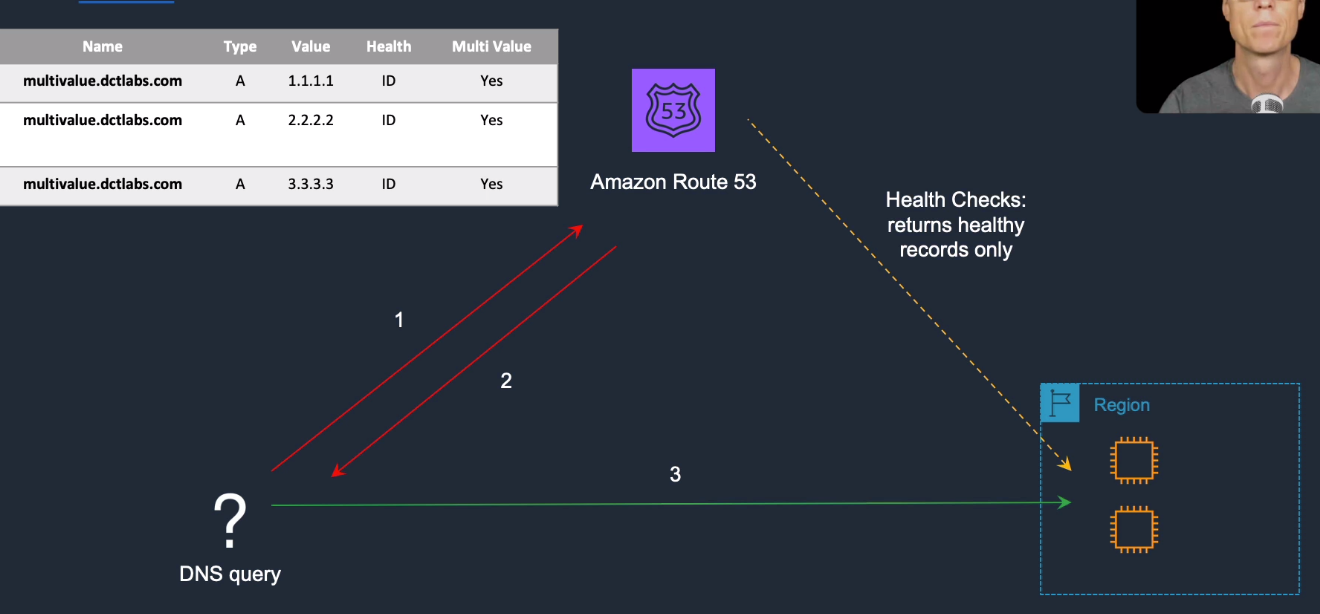 Name Type Value Health Multi Value
multivalue.dctlabs.com A 1.1.1.1 ID Yes
multivalue.dctlabs.com A 2.2.2.2 ID Yes
multivalue.dctlabs.com A 3.3.3.3 ID Yes
53
Amazon Route 53
Health Checks:
returns healthy
records only
1
2
Region
3
?
DNS query